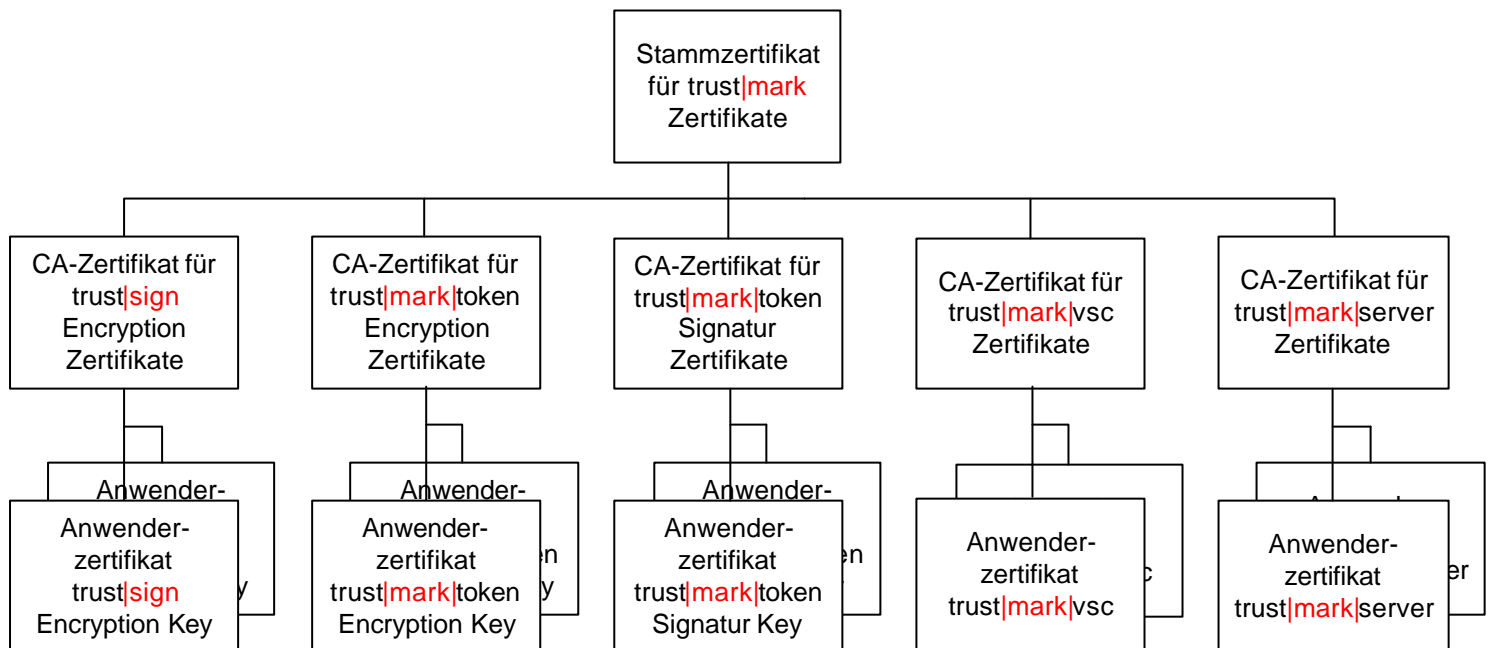 Stammzertifikat
für trust|mark
Zertifikate
CA-Zertifikat für
trust|sign
Encryption
Zertifikate
CA-Zertifikat für
trust|mark|token
Encryption
Zertifikate
CA-Zertifikat für
trust|mark|token
Signatur
Zertifikate
CA-Zertifikat für
trust|mark|vsc
Zertifikate
CA-Zertifikat für
trust|mark|server
Zertifikate
Anwender-
Anwender-
zertifikat
trust|sign
Encryption Key
Anwender-
Anwender-
zertifikat
trust|mark|token
Encryption Key
Anwender-
Anwender-
zertifikat
trust|mark|token
Signatur Key
Anwender-
zertifikat
trust|mark|vsc
Anwender-
zertifikat
trust|mark|server